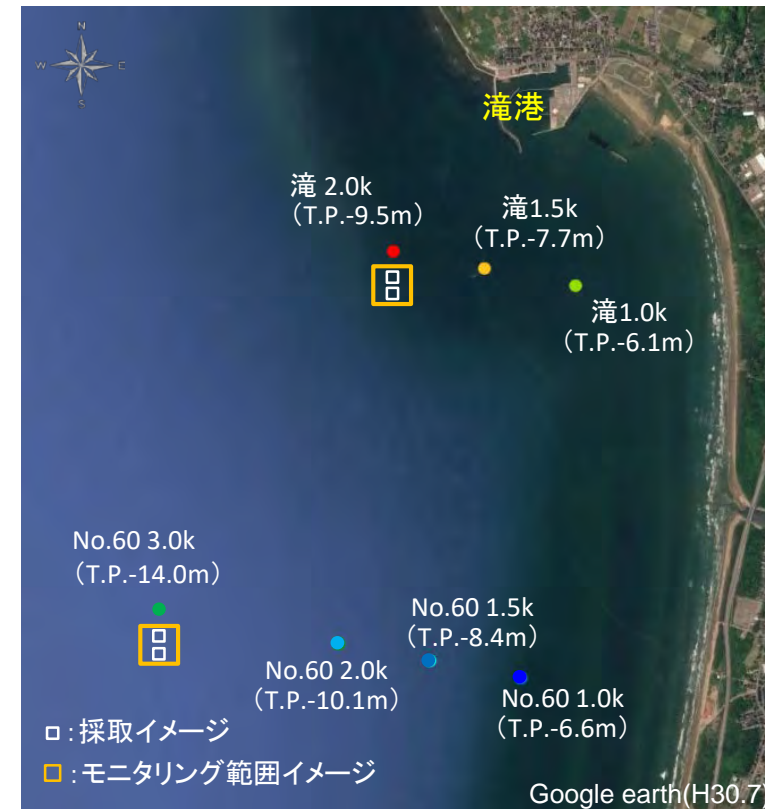 N
W
E
S
滝港
滝 2.0k
（T.P.-9.5m）
滝1.5k
（T.P.-7.7m）
滝1.0k
（T.P.-6.1m）
No.60 3.0k
（T.P.-14.0m）
No.60 1.5k
（T.P.-8.4m）
No.60 2.0k
（T.P.-10.1m）
No.60 1.0k
（T.P.-6.6m）
：採取イメージ
：モニタリング範囲イメージ
Google earth(H30.7)